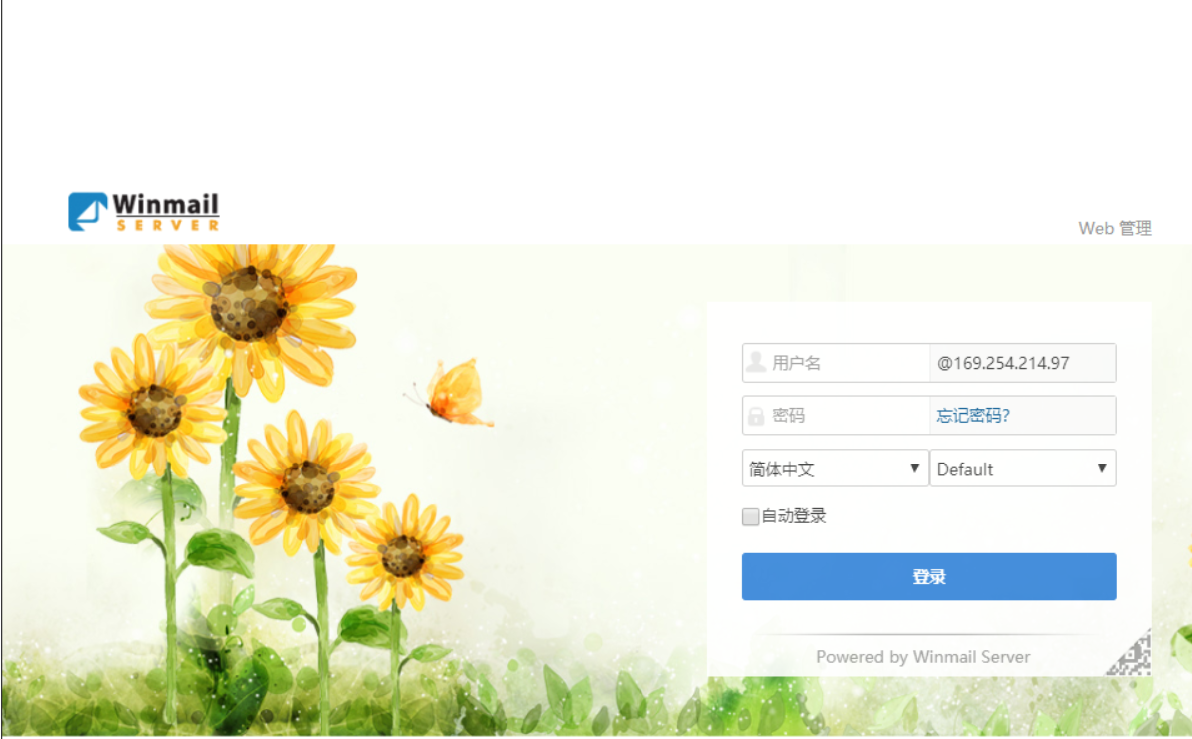 Winmail
SERVER
Web 管理
用户名 @169.254.214.97
密码 忘记密码?
简体中文 Default
自动登录
登录
Powered by Winmail Server